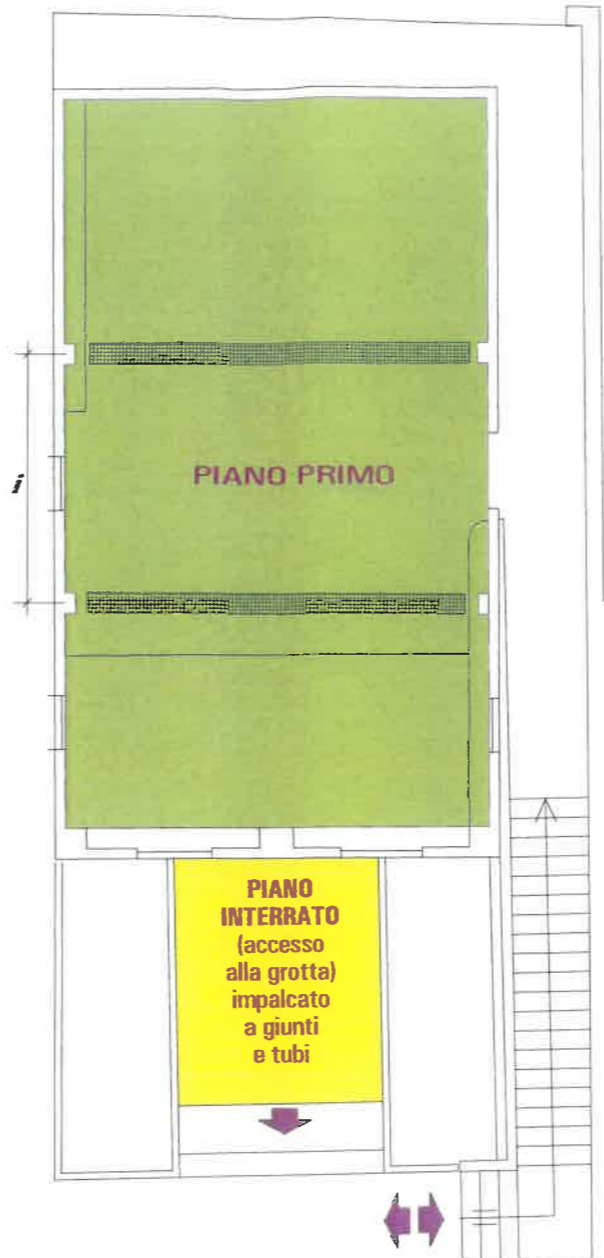 PIANO PRIMO
PIANO
INTERRATO
(accesso
alla grotta)
impalcato
a giunti
e tubi